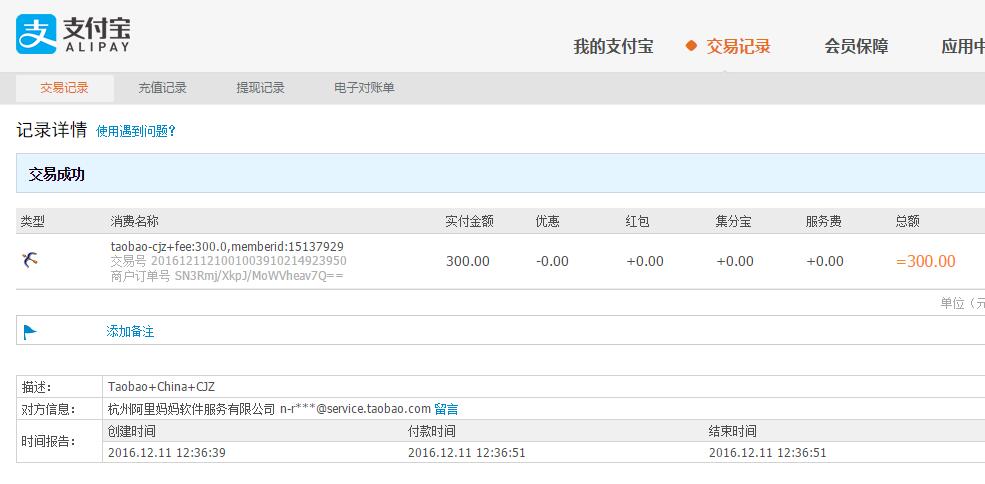 支付宝
ALIPAY
我的支付宝 交易记录 会员保障 应用中
交易记录 充值记录 提现记录 电子对账单
记录详情 使用遇到问题?
交易成功
类型 消费名称 实付金额 优惠 红包 集分宝 服务费 总额
taobao-cjz+fee:300.0,memberid:15137929
交易号 2016121121001003910214923950
商户订单号 SN3Rmj/XkpJ/MoWVheav7Q==
300.00 -0.00 +0.00 +0.00 +0.00 =300.00
单位（元
添加备注
描述： Taobao+China+CJZ
对方信息： 杭州阿里妈妈软件服务有限公司 n-r***@service.taobao.com 留言
时间报告： 创建时间 付款时间 结束时间
2016.12.11 12:36:39 2016.12.11 12:36:51 2016.12.11 12:36:51